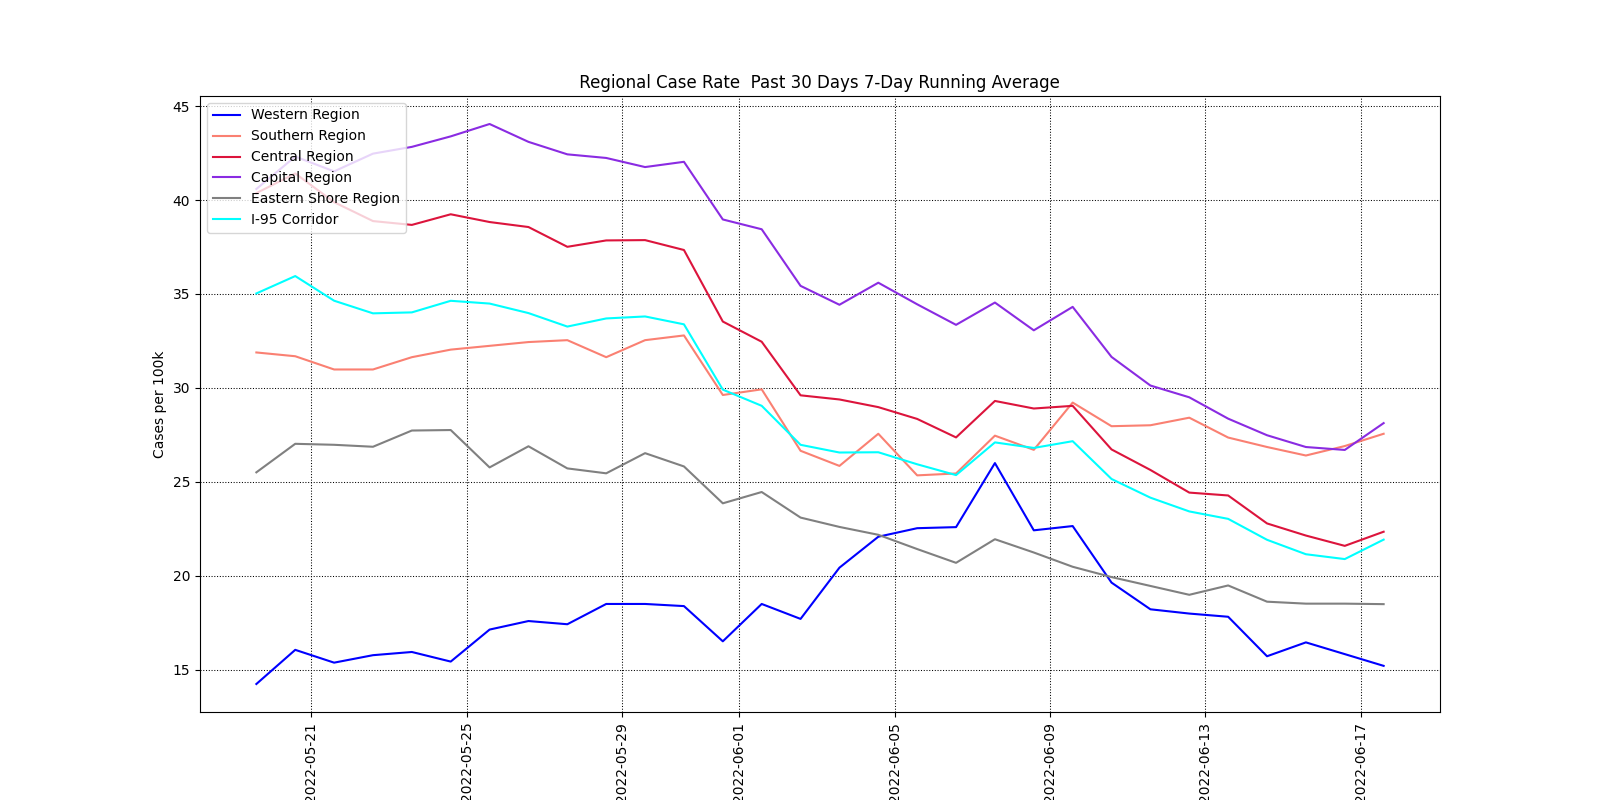 Regional Case Rate  Past 30 Days 7-Day Running Average
45
40
35
30
25
20
15
Cases per 100k
Western Region
Southern Region
Central Region
Capital Region
Eastern Shore Region
I-95 Corridor
2022-05-21
2022-05-25
2022-05-29
2022-06-01
2022-06-05
2022-06-09
2022-06-13
2022-06-17